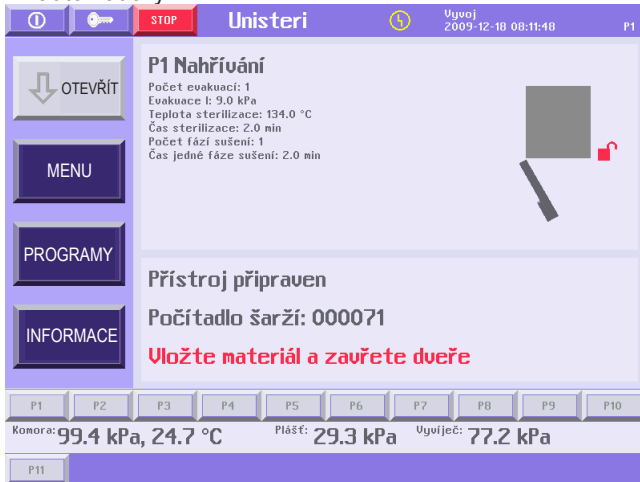 STOP
Unisteri
Vývoj
2009-12-18 08:11:48
P1
OTEVŘÍT
MENU
PROGRAMY
INFORMACE
P1 Nahřívání
Počet evakuací: 1
Evakuace I: 9.0 kPa
Teplota sterilizace: 134.0 °C
Čas sterilizace: 2.0 min
Počet fází sušení: 1
Čas jedné fáze sušení: 2.0 min
Přístroj připraven
Počítadlo šarží: 000071
Vložte materiál a zavřete dveře
P1 P2 P3 P4 P5 P6 P7 P8 P9 P10
Komora: 99.4 kPa, 24.7 °C Plášť: 29.3 kPa Vyvíječ: 77.2 kPa
P11